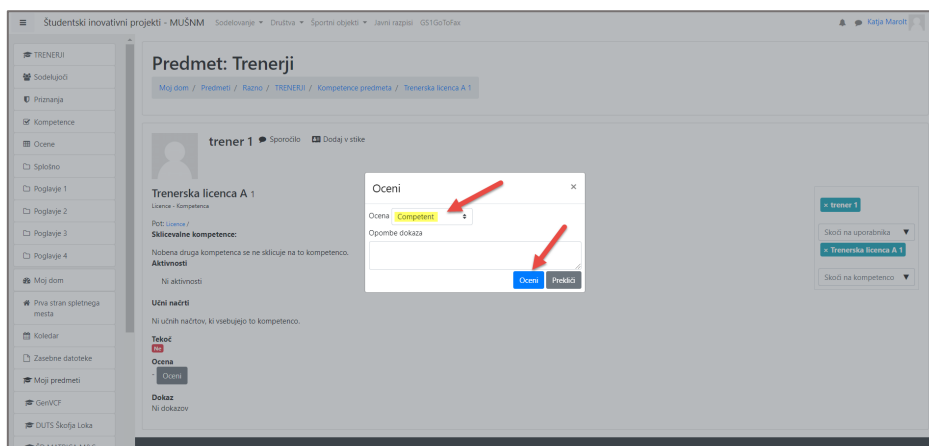 Študentski inovativni projekti - MUŠNM Sodelovanje Društva Športni objekti Javni razpisi GS1GoToFax Katja Marolt
TRENERJI
Sodelujoči
Priznanja
Kompetence
Ocene
Splošno
Poglavje 1
Poglavje 2
Poglavje 3
Poglavje 4
Moj dom
Prva stran spletnega
mesta
Koledar
Zasebne datoteke
Moji predmeti
GenVCF
DUTS Škofja Loka
Predmet: Trenerji
Moj dom / Predmeti / Razno / TRENERJI / Kompetence predmeta / Trenerska licenca A 1
trener 1 Sporočilo Dodaj v stike
Trenerska licenca A 1
Licence - Kompetenca
Pot: Licence /
Sklicevalne kompetence:
Nobena druga kompetenca se ne sklicuje na to kompetenco.
Aktivnosti
Ni aktivnosti
Učni načrti
Ni učnih načrtov, ki vsebujejo to kompetenco.
Tekoč
Ne
Ocena
- Oceni
Dokaz
Ni dokazov
Oceni ×
Ocena Competent
Opombe dokaza
Oceni Prekliči
× trener 1
Skoči na uporabnika ▼
× Trenerska licenca A 1
Skoči na kompetenco ▼